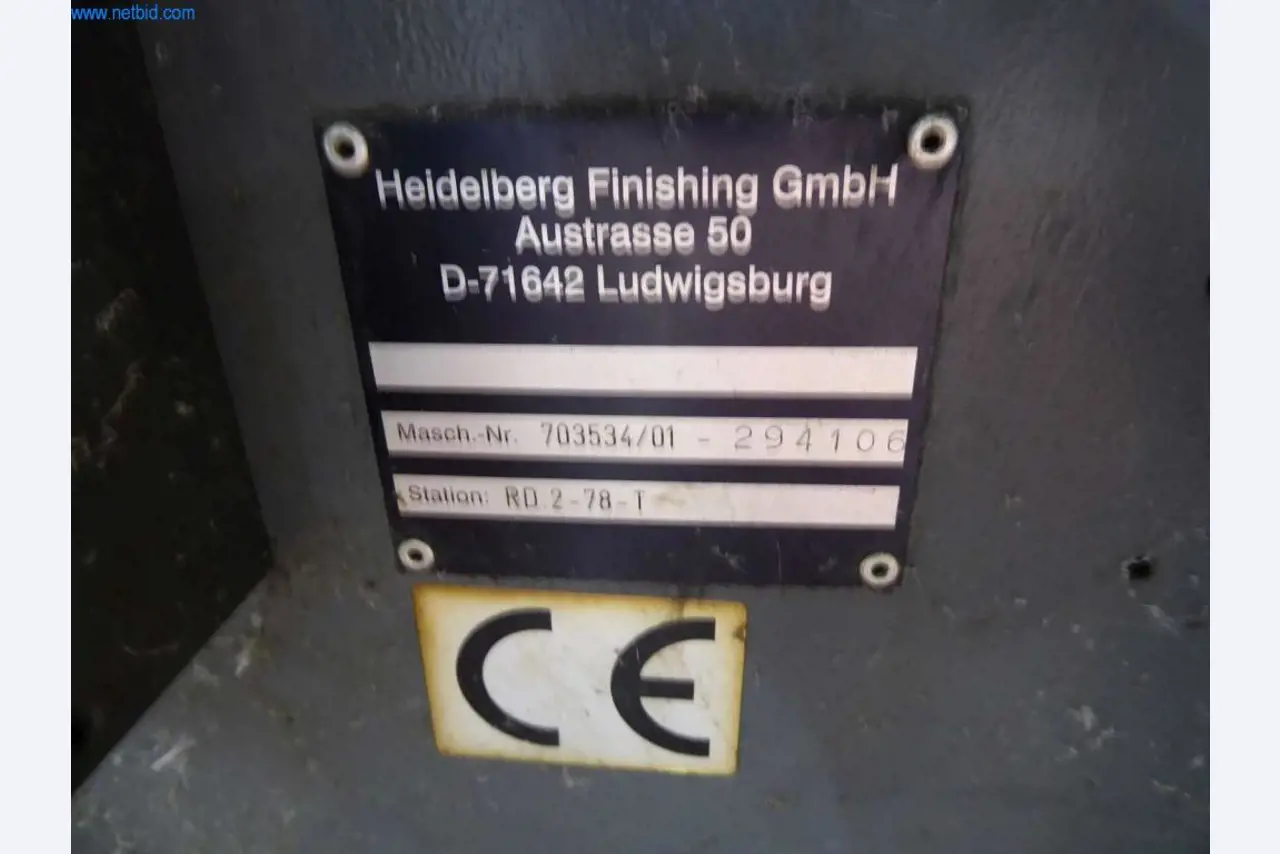 www.netbid.com
Heidelberg Finishing GmbH
Austrasse 50
D-71642 Ludwigsburg
Masch.-Nr. 703534/01 - 294106
Station: RD 2-78-T
CE